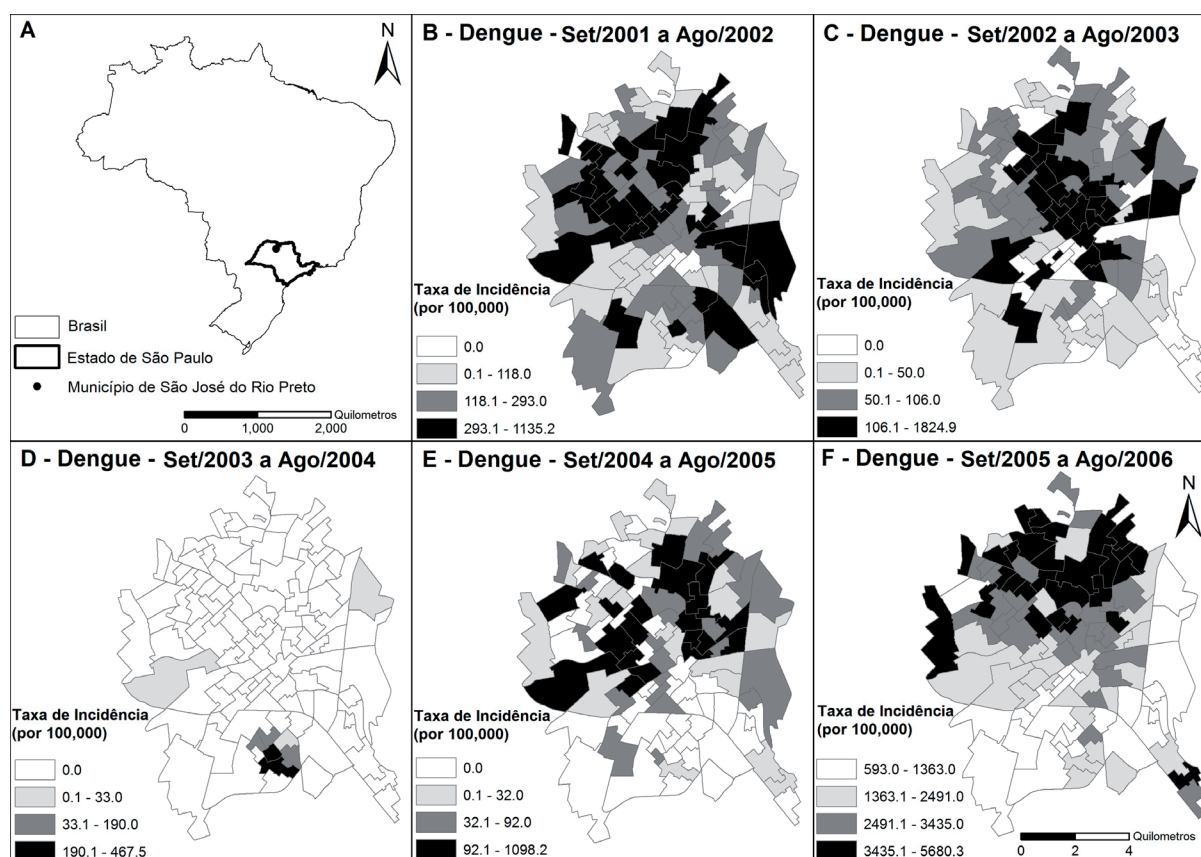 A
N
Brasil
Estado de São Paulo
Município de São José do Rio Preto
Quilometros
0 1,000 2,000
B - Dengue - Set/2001 a Ago/2002
Taxa de Incidência
(por 100,000)
0.0
0.1 - 118.0
118.1 - 293.0
293.1 - 1135.2
C - Dengue - Set/2002 a Ago/2003
Taxa de Incidência
(por 100,000)
0.0
0.1 - 50.0
50.1 - 106.0
106.1 - 1824.9
D - Dengue - Set/2003 a Ago/2004
Taxa de Incidência
(por 100,000)
0.0
0.1 - 33.0
33.1 - 190.0
190.1 - 467.5
E - Dengue - Set/2004 a Ago/2005
Taxa de Incidência
(por 100,000)
0.0
0.1 - 32.0
32.1 - 92.0
92.1 - 1098.2
F - Dengue - Set/2005 a Ago/2006
N
Taxa de Incidência
(por 100,000)
593.0 - 1363.0
1363.1 - 2491.0
2491.1 - 3435.0
3435.1 - 5680.3
Quilometros
0 2 4